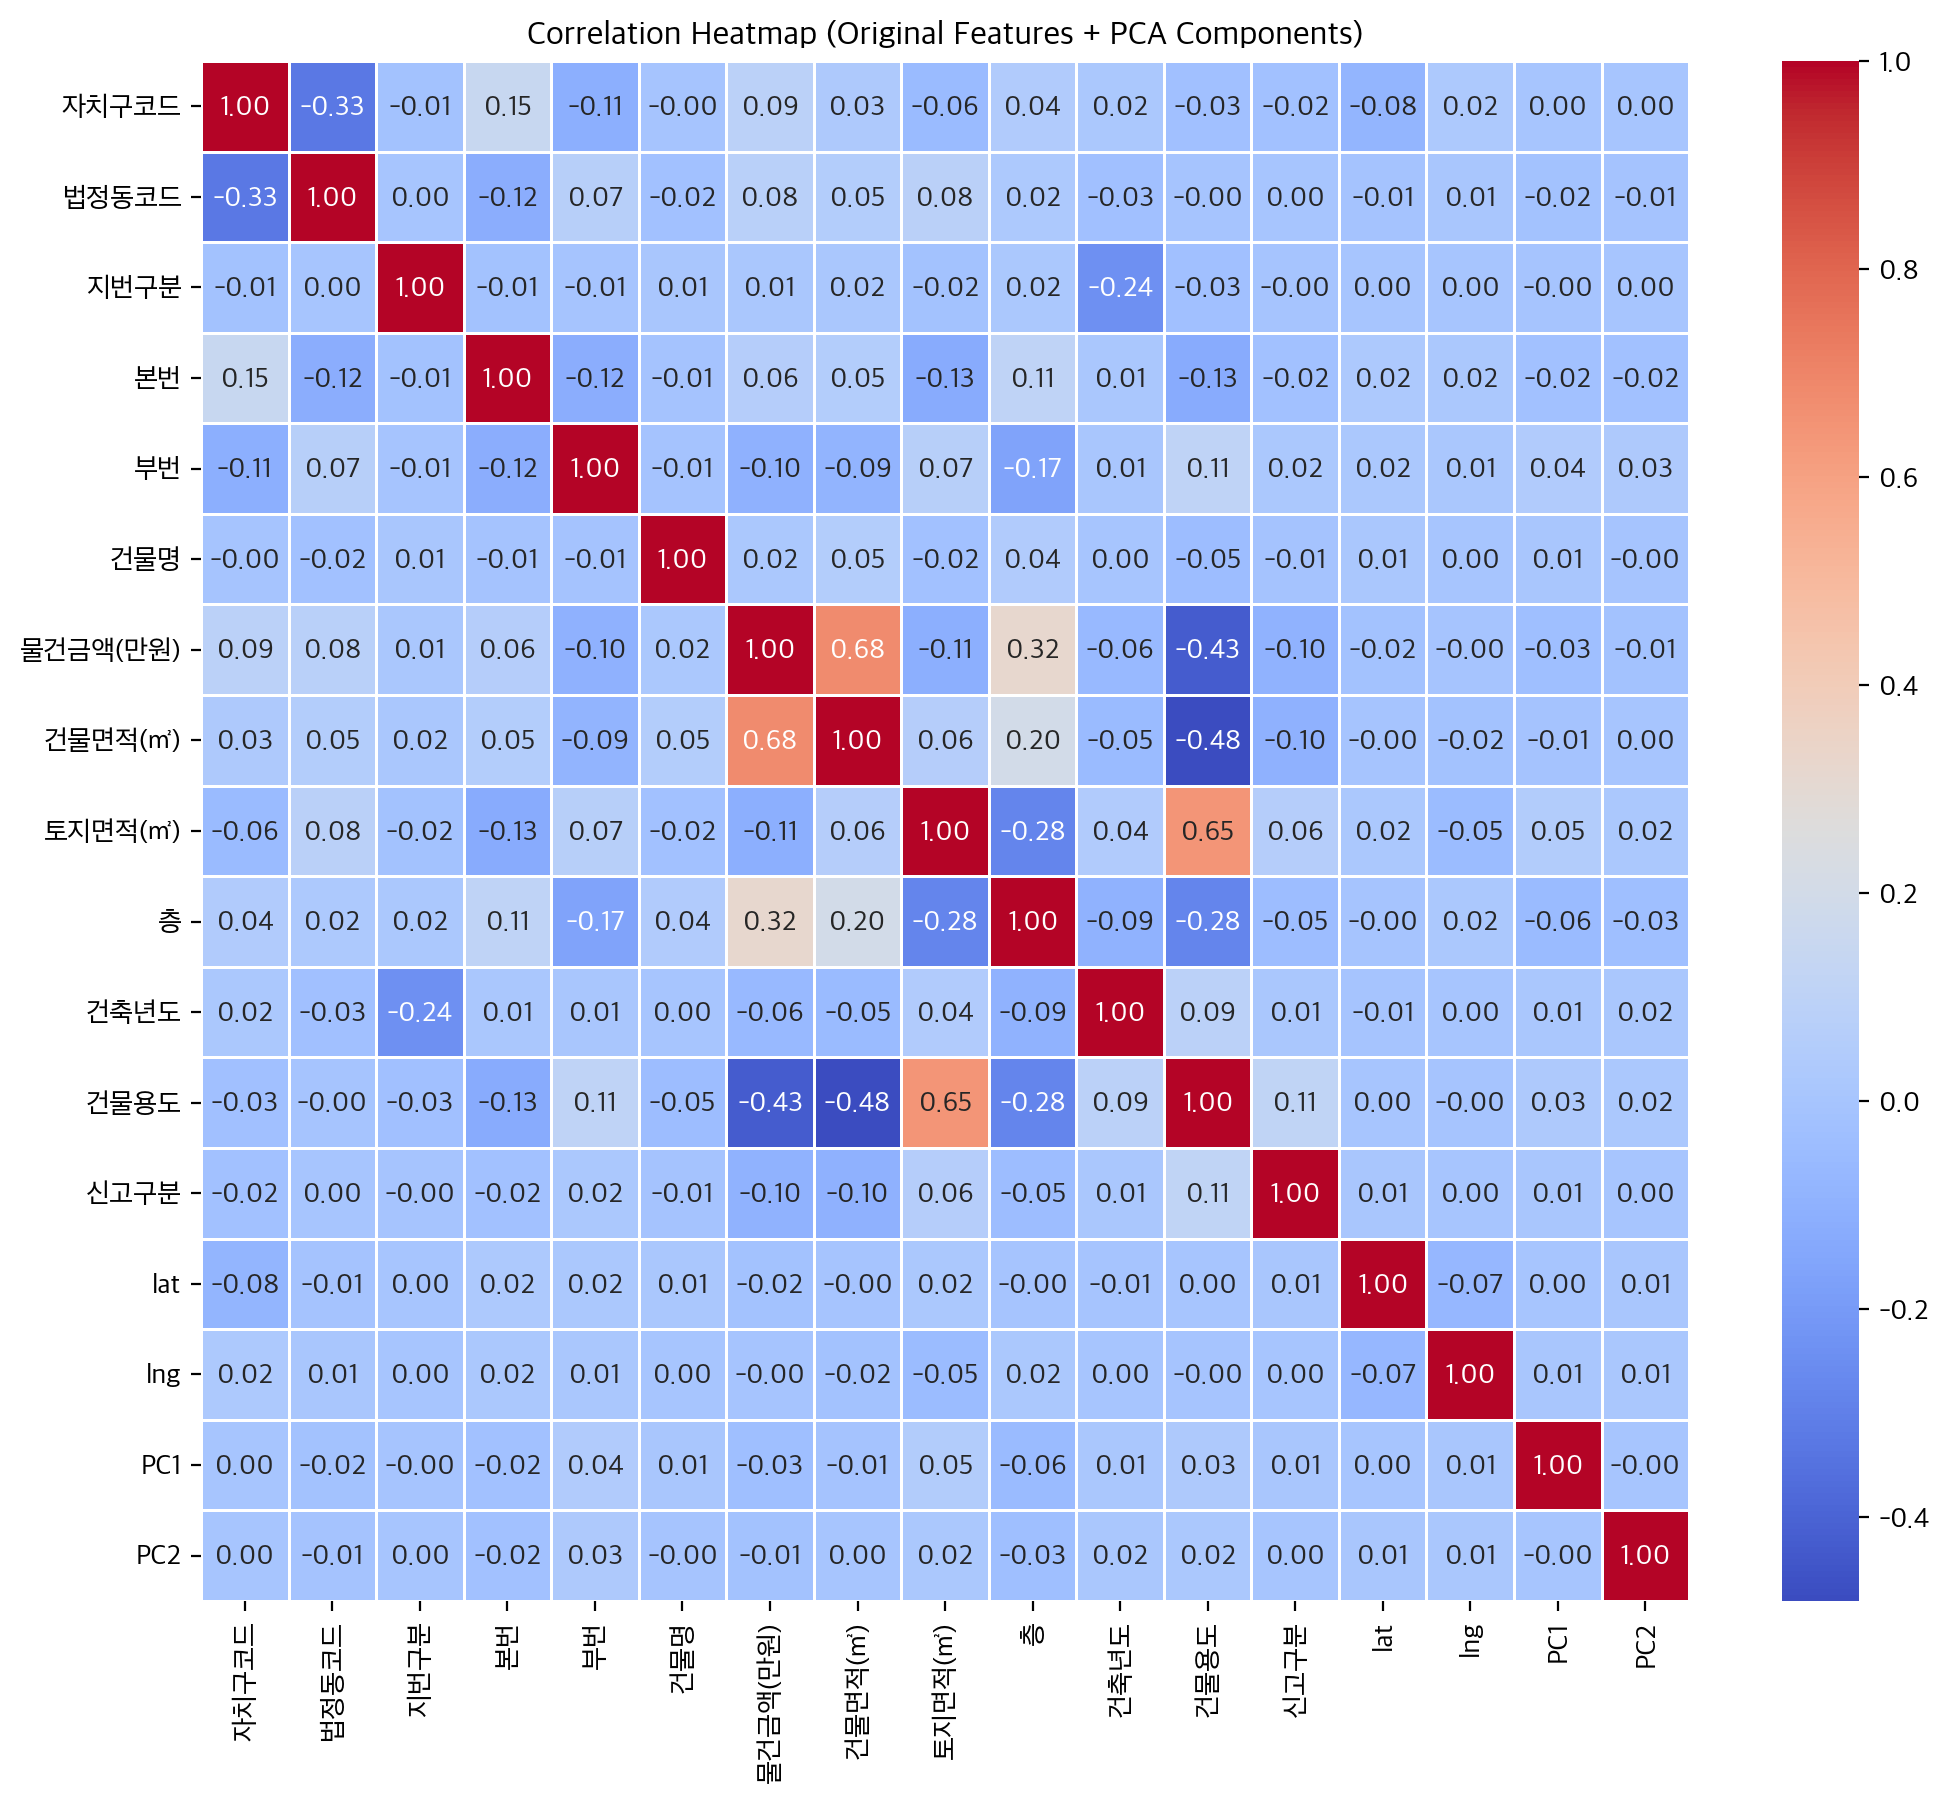 Correlation Heatmap (Original Features + PCA Components)
자치구코드 1.00 -0.33 -0.01 0.15 -0.11 -0.00 0.09 0.03 -0.06 0.04 0.02 -0.03 -0.02 -0.08 0.02 0.00 0.00
법정동코드 -0.33 1.00 0.00 -0.12 0.07 -0.02 0.08 0.05 0.08 0.02 -0.03 -0.00 0.00 -0.01 0.01 -0.02 -0.01
지번구분 -0.01 0.00 1.00 -0.01 -0.01 0.01 0.01 0.02 -0.02 0.02 -0.24 -0.03 -0.00 0.00 0.00 -0.00 0.00
본번 0.15 -0.12 -0.01 1.00 -0.12 -0.01 0.06 0.05 -0.13 0.11 0.01 -0.13 -0.02 0.02 0.02 -0.02 -0.02
부번 -0.11 0.07 -0.01 -0.12 1.00 -0.01 -0.10 -0.09 0.07 -0.17 0.01 0.11 0.02 0.02 0.01 0.04 0.03
건물명 -0.00 -0.02 0.01 -0.01 -0.01 1.00 0.02 0.05 -0.02 0.04 0.00 -0.05 -0.01 0.01 0.00 0.01 -0.00
물건금액(만원) 0.09 0.08 0.01 0.06 -0.10 0.02 1.00 0.68 -0.11 0.32 -0.06 -0.43 -0.10 -0.02 -0.00 -0.03 -0.01
건물면적(㎡) 0.03 0.05 0.02 0.05 -0.09 0.05 0.68 1.00 0.06 0.20 -0.05 -0.48 -0.10 -0.00 -0.02 -0.01 0.00
토지면적(㎡) -0.06 0.08 -0.02 -0.13 0.07 -0.02 -0.11 0.06 1.00 -0.28 0.04 0.65 0.06 0.02 -0.05 0.05 0.02
층 0.04 0.02 0.02 0.11 -0.17 0.04 0.32 0.20 -0.28 1.00 -0.09 -0.28 -0.05 -0.00 0.02 -0.06 -0.03
건축년도 0.02 -0.03 -0.24 0.01 0.01 0.00 -0.06 -0.05 0.04 -0.09 1.00 0.09 0.01 -0.01 0.00 0.01 0.02
건물용도 -0.03 -0.00 -0.03 -0.13 0.11 -0.05 -0.43 -0.48 0.65 -0.28 0.09 1.00 0.11 0.00 -0.00 0.03 0.02
신고구분 -0.02 0.00 -0.00 -0.02 0.02 -0.01 -0.10 -0.10 0.06 -0.05 0.01 0.11 1.00 0.01 0.00 0.01 0.00
lat -0.08 -0.01 0.00 0.02 0.02 0.01 -0.02 -0.00 0.02 -0.00 -0.01 0.00 0.01 1.00 -0.07 0.00 0.01
lng 0.02 0.01 0.00 0.02 0.01 0.00 -0.00 -0.02 -0.05 0.02 0.00 -0.00 0.00 -0.07 1.00 0.01 0.01
PC1 0.00 -0.02 -0.00 -0.02 0.04 0.01 -0.03 -0.01 0.05 -0.06 0.01 0.03 0.01 0.00 0.01 1.00 -0.00
PC2 0.00 -0.01 0.00 -0.02 0.03 -0.00 -0.01 0.00 0.02 -0.03 0.02 0.02 0.00 0.01 0.01 -0.00 1.00
자치구코드 법정동코드 지번구분 본번 부번 건물명 물건금액(만원) 건물면적(㎡) 토지면적(㎡) 층 건축년도 건물용도 신고구분 lat lng PC1 PC2
1.0
0.8
0.6
0.4
0.2
0.0
-0.2
-0.4